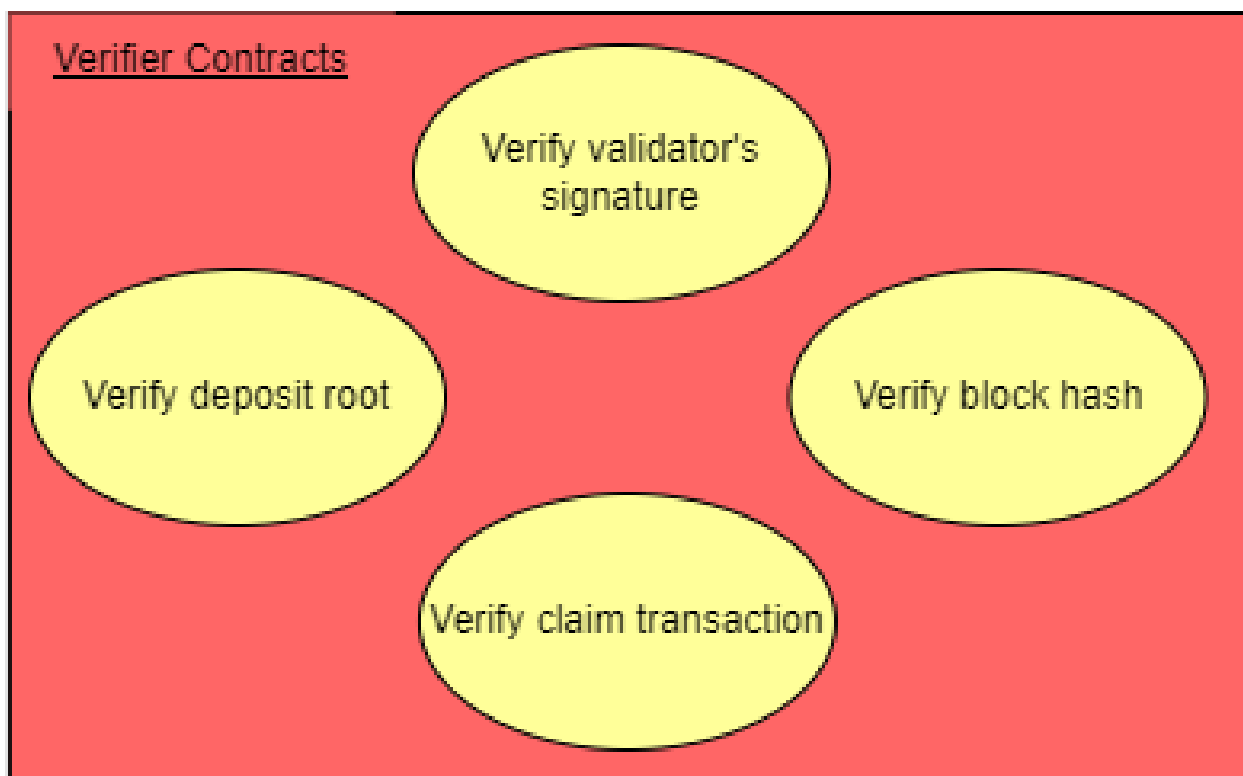 Verifier Contracts
Verify validator's
signature
Verify deposit root
Verify block hash
Verify claim transaction